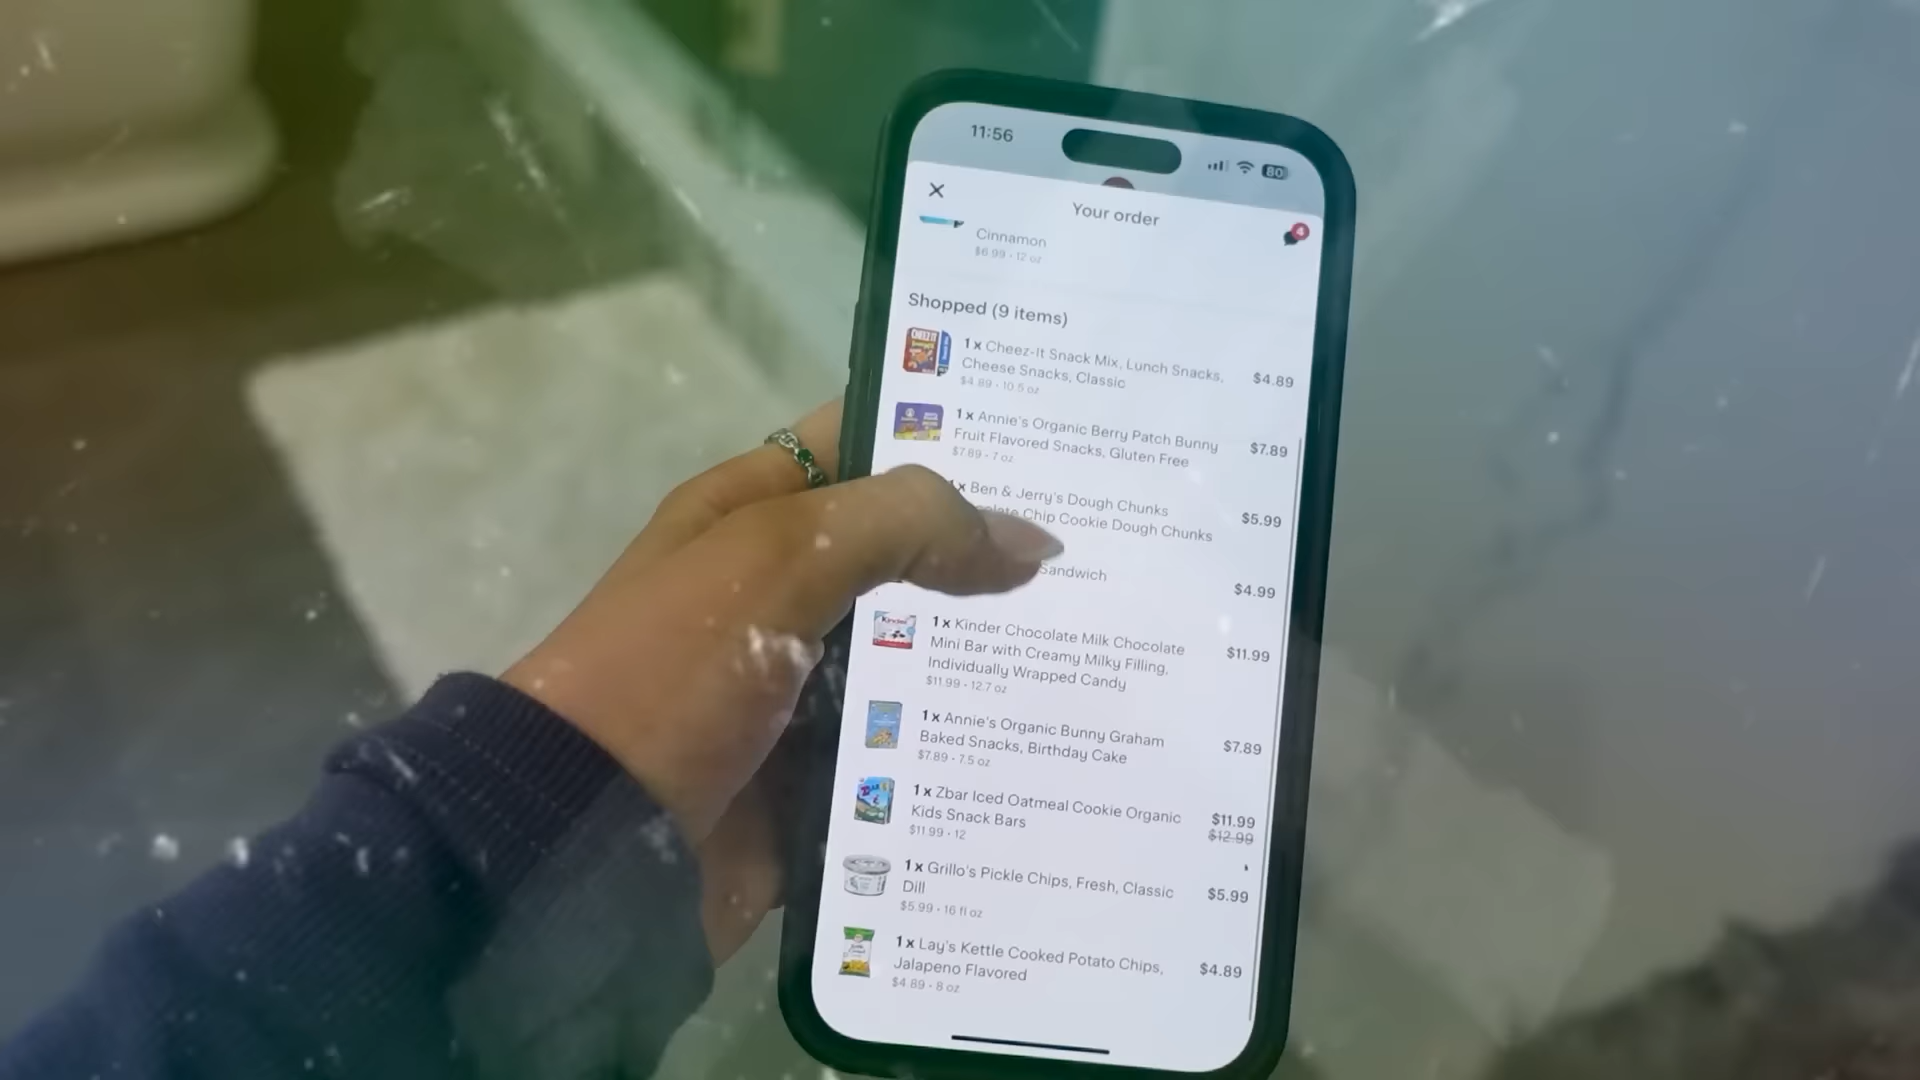 11:56
80
Your order
4
Cinnamon
$6.99 · 12 oz
Shopped (9 items)
CHEEZ-IT
1 x Cheez-It Snack Mix, Lunch Snacks,
Cheese Snacks, Classic
$4.89
$4.89 · 10.5 oz
1 x Annie's Organic Berry Patch Bunny
Fruit Flavored Snacks, Gluten Free
$7.89
$7.89 · 7 oz
1 x Ben & Jerry's Dough Chunks
Chip Cookie Dough Chunks
$5.99
Sandwich
$4.99
Kinder
1 x Kinder Chocolate Milk Chocolate
Mini Bar with Creamy Milky Filling,
Individually Wrapped Candy
$11.99
$11.99 · 12.7 oz
1 x Annie's Organic Bunny Graham
Baked Snacks, Birthday Cake
$7.89
$7.89 · 7.5 oz
ZBAR
1 x Zbar Iced Oatmeal Cookie Organic
Kids Snack Bars
$11.99
$12.99
$11.99 · 12
1 x Grillo's Pickle Chips, Fresh, Classic
Dill
$5.99
$5.99 · 16 fl oz
1 x Lay's Kettle Cooked Potato Chips,
Jalapeno Flavored
$4.89
$4.89 · 8 oz